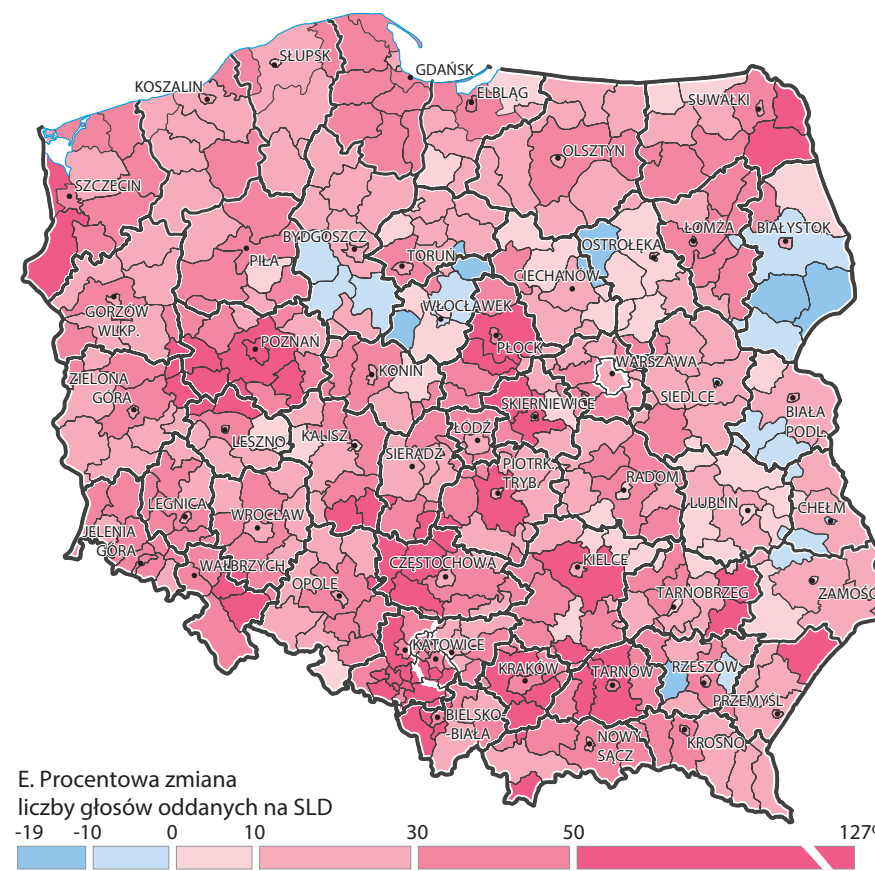 SŁUPSK
GDAŃSK
KOSZALIN
ELBLĄG
SUWAŁKI
OLSZTYN
SZCZECIN
BYDGOSZCZ
TORUŃ
PIŁA
OSTROŁĘKA
ŁOMŻA
BIAŁYSTOK
CIECHANÓW
GORZÓW
WLKP.
WŁOCŁAWEK
POZNAŃ
PŁOCK
WARSZAWA
ZIELONA
GÓRA
KONIN
SKIERNIEWICE
SIEDLCE
BIAŁA
PODL.
LESZNO
KALISZ
ŁÓDŹ
SIERADZ
PIOTRK.
TRYB.
RADOM
LEGNICA
WROCŁAW
LUBLIN
CHEŁM
JELENIA
GÓRA
WAŁBRZYCH
OPOLE
CZĘSTOCHOWA
KIELCE
TARNOBRZEG
ZAMOŚĆ
KATOWICE
KRAKÓW
TARNÓW
RZESZÓW
PRZEMYŚL
BIELSKO
-BIAŁA
NOWY
SĄCZ
KROSNO
E. Procentowa zmiana
liczby głosów oddanych na SLD
-19 -10 0 10 30 50 127%